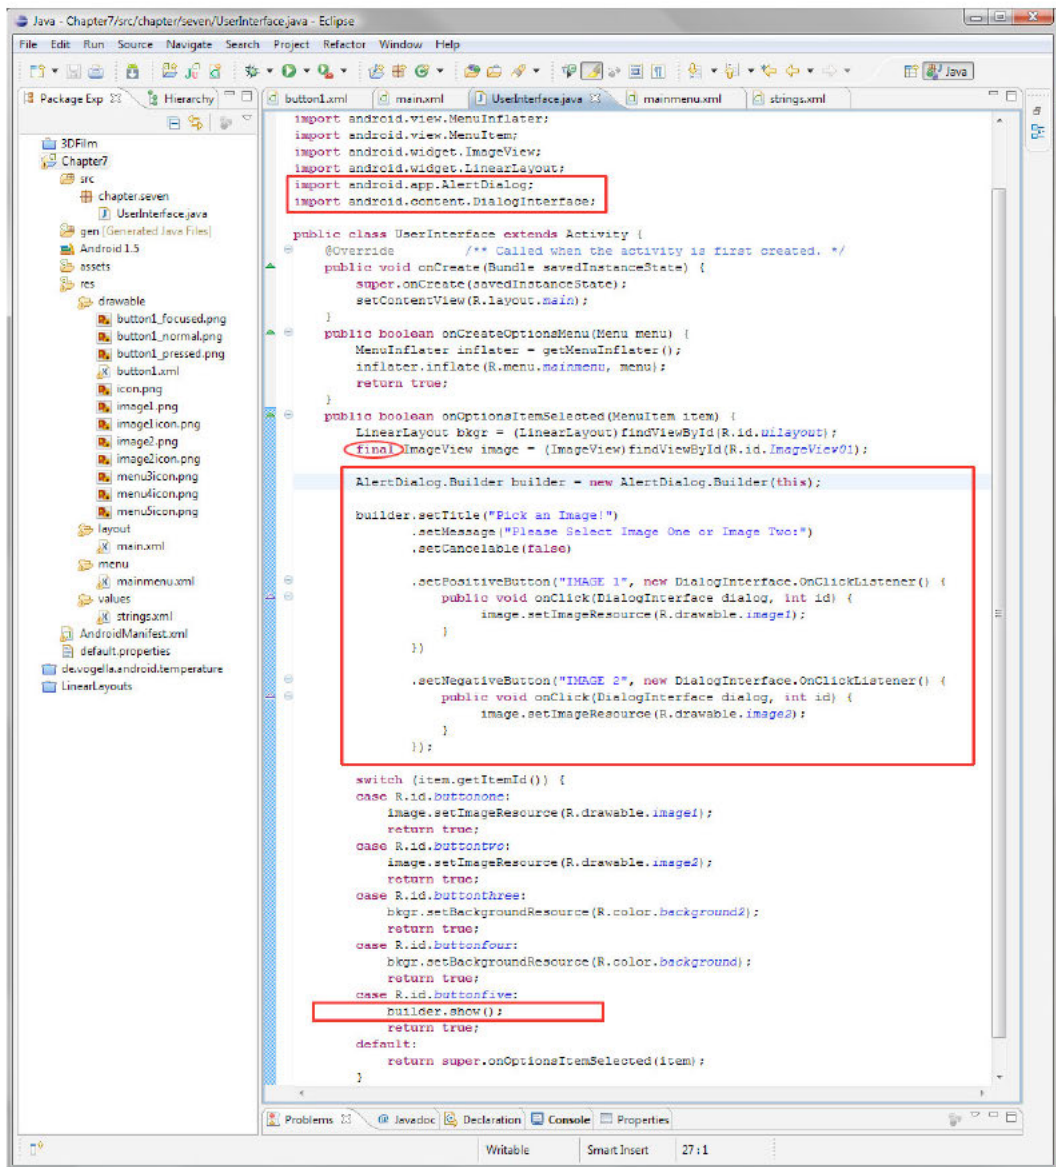 Java - Chapter7/src/chapter/seven/UserInterface.java - Eclipse
File Edit Run Source Navigate Search Project Refactor Window Help
Java
Package Exp Hierarchy
button1.xml main.xml UserInterface.java mainmenu.xml strings.xml
3DFilm
Chapter7
src
chapter.seven
UserInterface.java
gen [Generated Java Files]
Android 1.5
assets
res
drawable
button1_focused.png
button1_normal.png
button1_pressed.png
button1.xml
icon.png
image1.png
image1icon.png
image2.png
image2icon.png
menu3icon.png
menu4icon.png
menu5icon.png
layout
main.xml
menu
mainmenu.xml
values
strings.xml
AndroidManifest.xml
default.properties
de.vogella.android.temperature
LinearLayouts
import android.view.MenuInflater;
import android.view.MenuItem;
import android.widget.ImageView;
import android.widget.LinearLayout;
import android.app.AlertDialog;
import android.content.DialogInterface;
public class UserInterface extends Activity {
@Override /** Called when the activity is first created. */
public void onCreate(Bundle savedInstanceState) {
super.onCreate(savedInstanceState);
setContentView(R.layout.main);
}
public boolean onCreateOptionsMenu(Menu menu) {
MenuInflater inflater = getMenuInflater();
inflater.inflate(R.menu.mainmenu, menu);
return true;
}
public boolean onOptionsItemSelected(MenuItem item) {
LinearLayout bkgr = (LinearLayout)findViewById(R.id.uilayout);
final ImageView image = (ImageView)findViewById(R.id.ImageView01);
AlertDialog.Builder builder = new AlertDialog.Builder(this);
builder.setTitle("Pick an Image!")
.setMessage("Please Select Image One or Image Two:")
.setCancelable(false)
.setPositiveButton("IMAGE 1", new DialogInterface.OnClickListener() {
public void onClick(DialogInterface dialog, int id) {
image.setImageResource(R.drawable.image1);
}
})
.setNegativeButton("IMAGE 2", new DialogInterface.OnClickListener() {
public void onClick(DialogInterface dialog, int id) {
image.setImageResource(R.drawable.image2);
}
});
switch (item.getItemId()) {
case R.id.buttonone:
image.setImageResource(R.drawable.image1);
return true;
case R.id.buttontwo:
image.setImageResource(R.drawable.image2);
return true;
case R.id.buttonthree:
bkgr.setBackgroundResource(R.color.background2);
return true;
case R.id.buttonfour:
bkgr.setBackgroundResource(R.color.background);
return true;
case R.id.buttonfive:
builder.show();
return true;
default:
return super.onOptionsItemSelected(item);
}
Problems Javadoc Declaration Console Properties
Writable Smart Insert 27:1